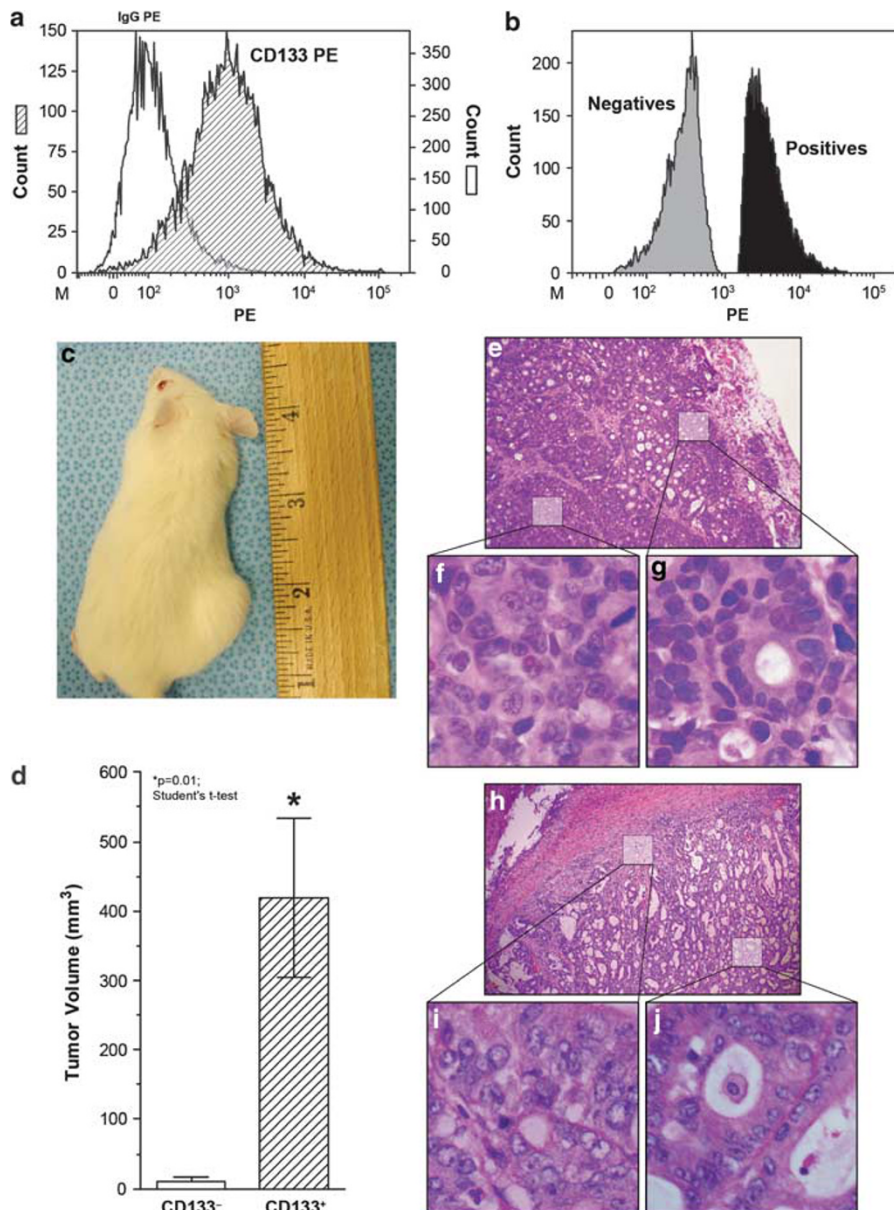 a
IgG PE
CD133 PE
150
125
100
75
50
25
0
Count
350
300
250
200
150
100
50
0
Count
M 0 10² 10³ 10⁴ 10⁵
PE
b
Negatives
Positives
200
150
100
50
0
Count
M 0 10² 10³ 10⁴ 10⁵
PE
c
4
3
2
MADE IN U.S.A.
1
d
*p=0.01;
Student's t-test
*
600
500
400
300
200
100
50
0
Tumor Volume (mm³)
CD133⁻ CD133⁺
e
f
g
h
i
j